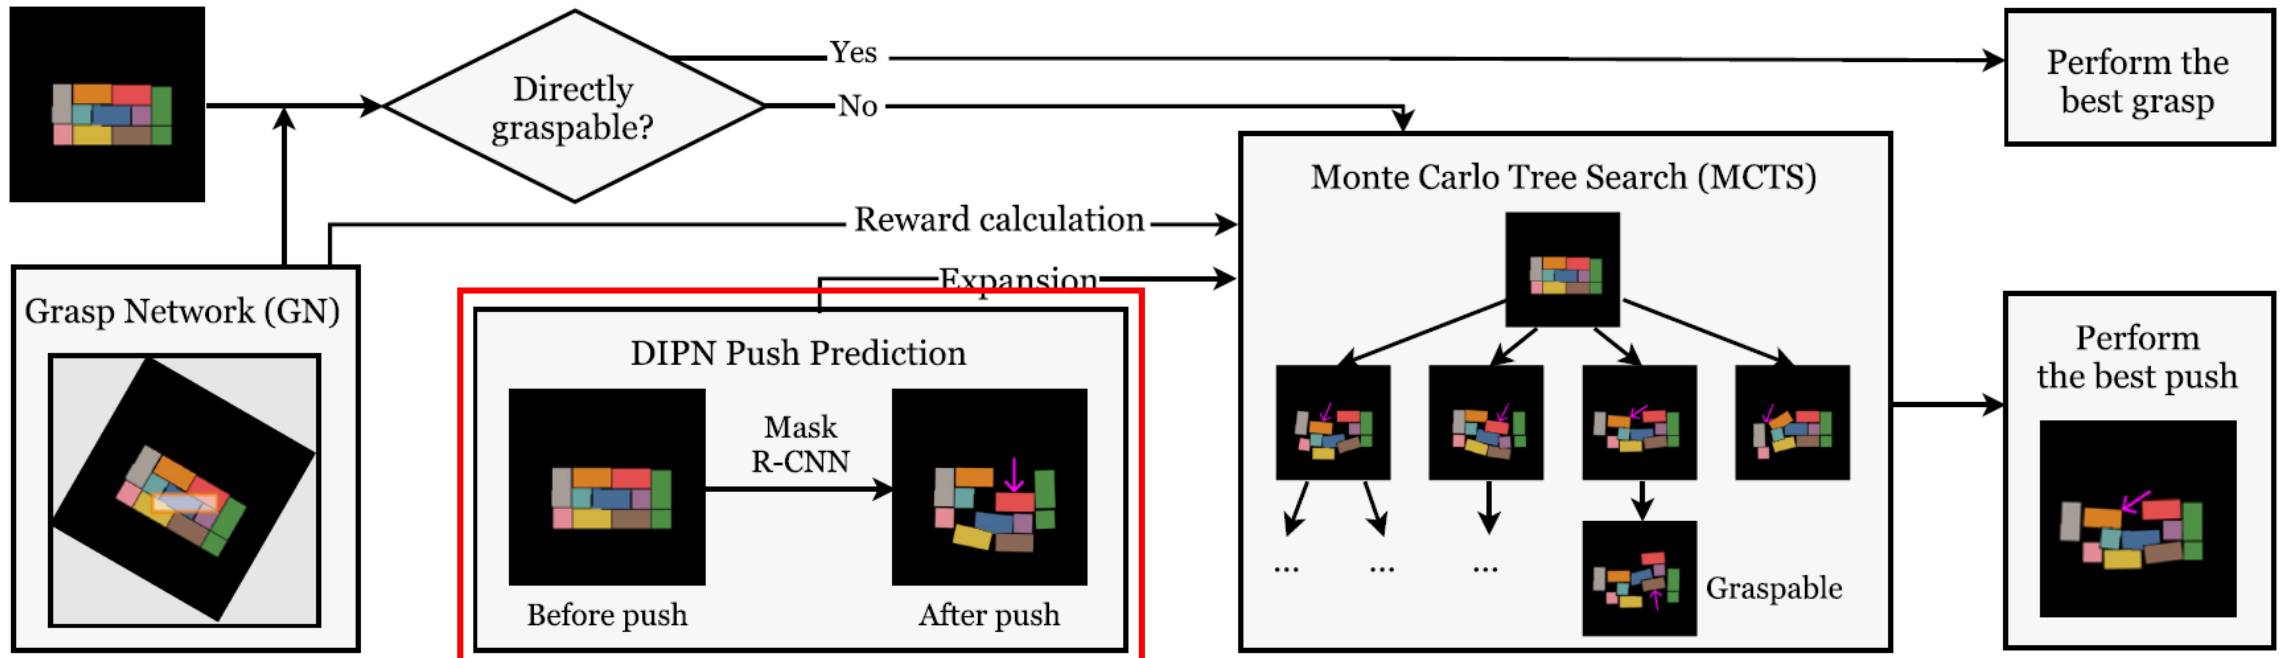 Yes
Directly
graspable?
No
Perform the
best grasp
Monte Carlo Tree Search (MCTS)
Reward calculation
Expansion
Grasp Network (GN)
DIPN Push Prediction
Mask
R-CNN
Before push
After push
...
...
...
Graspable
Perform
the best push